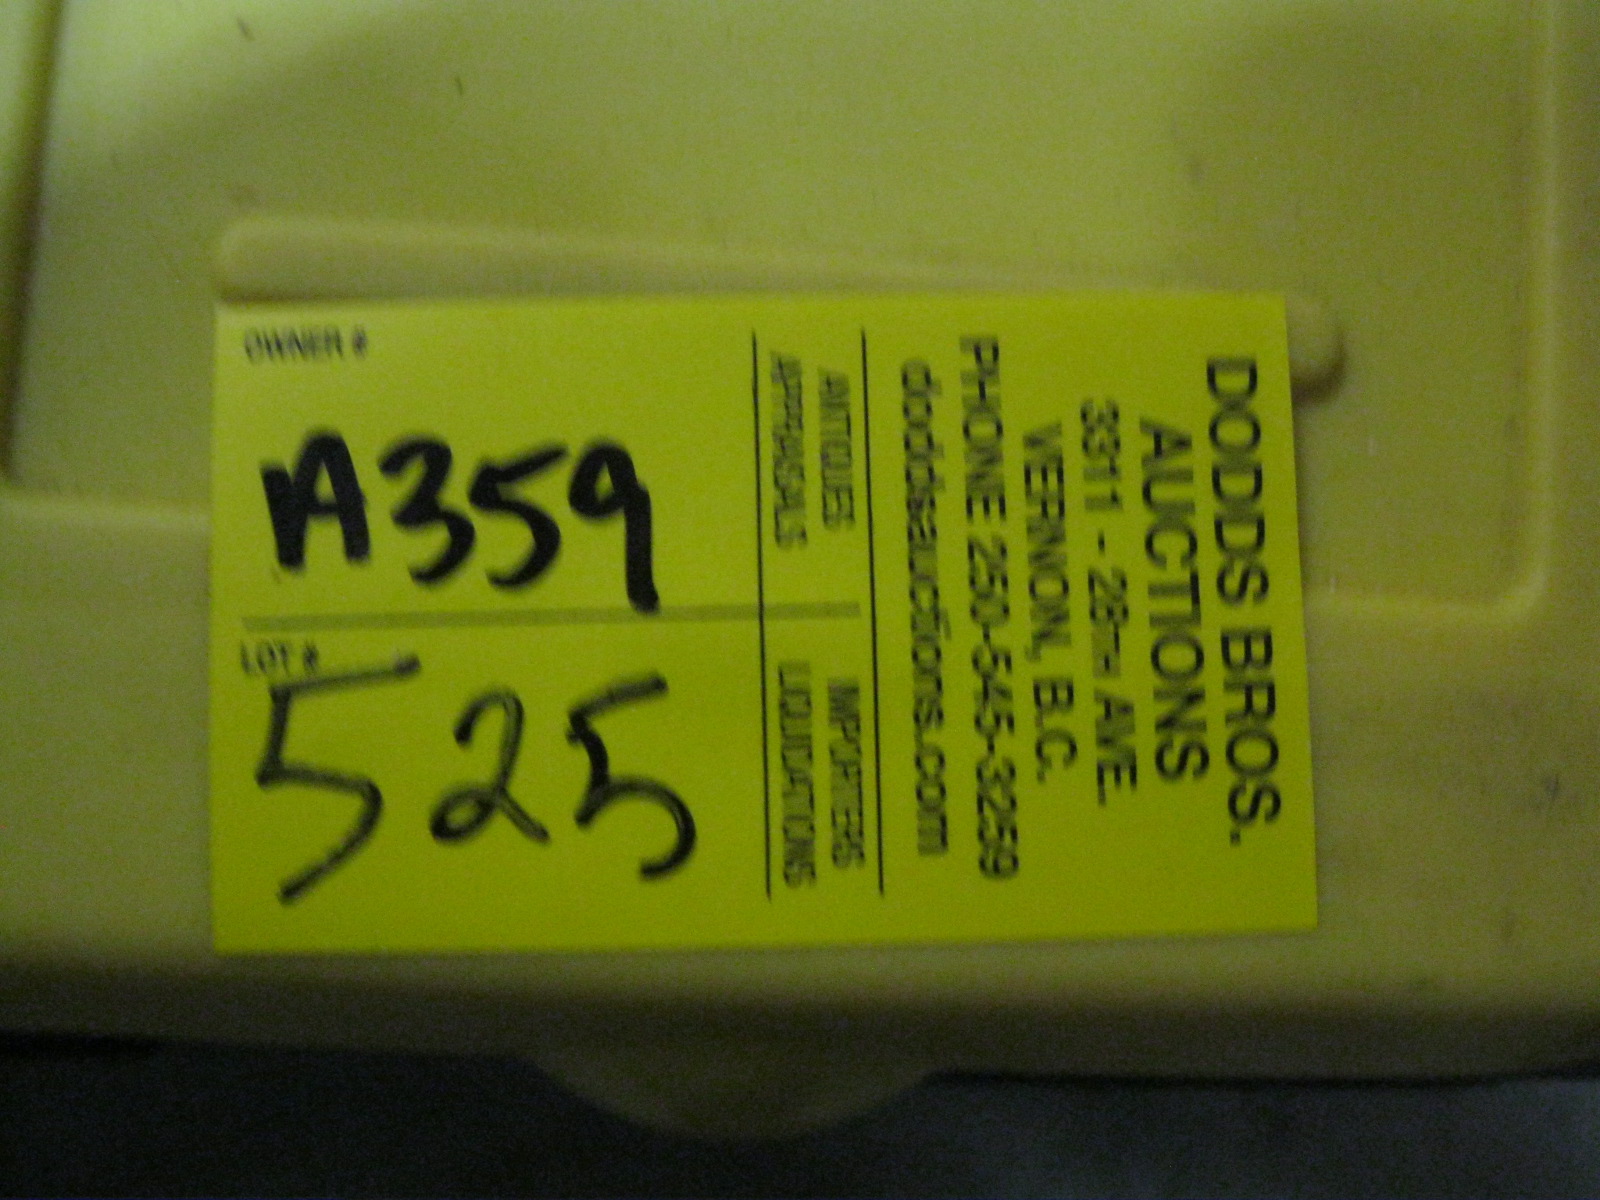 OWNER #
A359
LOT #
525
DODDS BROS.
AUCTIONS
3311 - 28TH AVE.
VERNON, B.C.
PHONE 250-545-3259
doddsauctions.com
ANTIQUES IMPORTERS
APPRAISALS LIQUIDATIONS